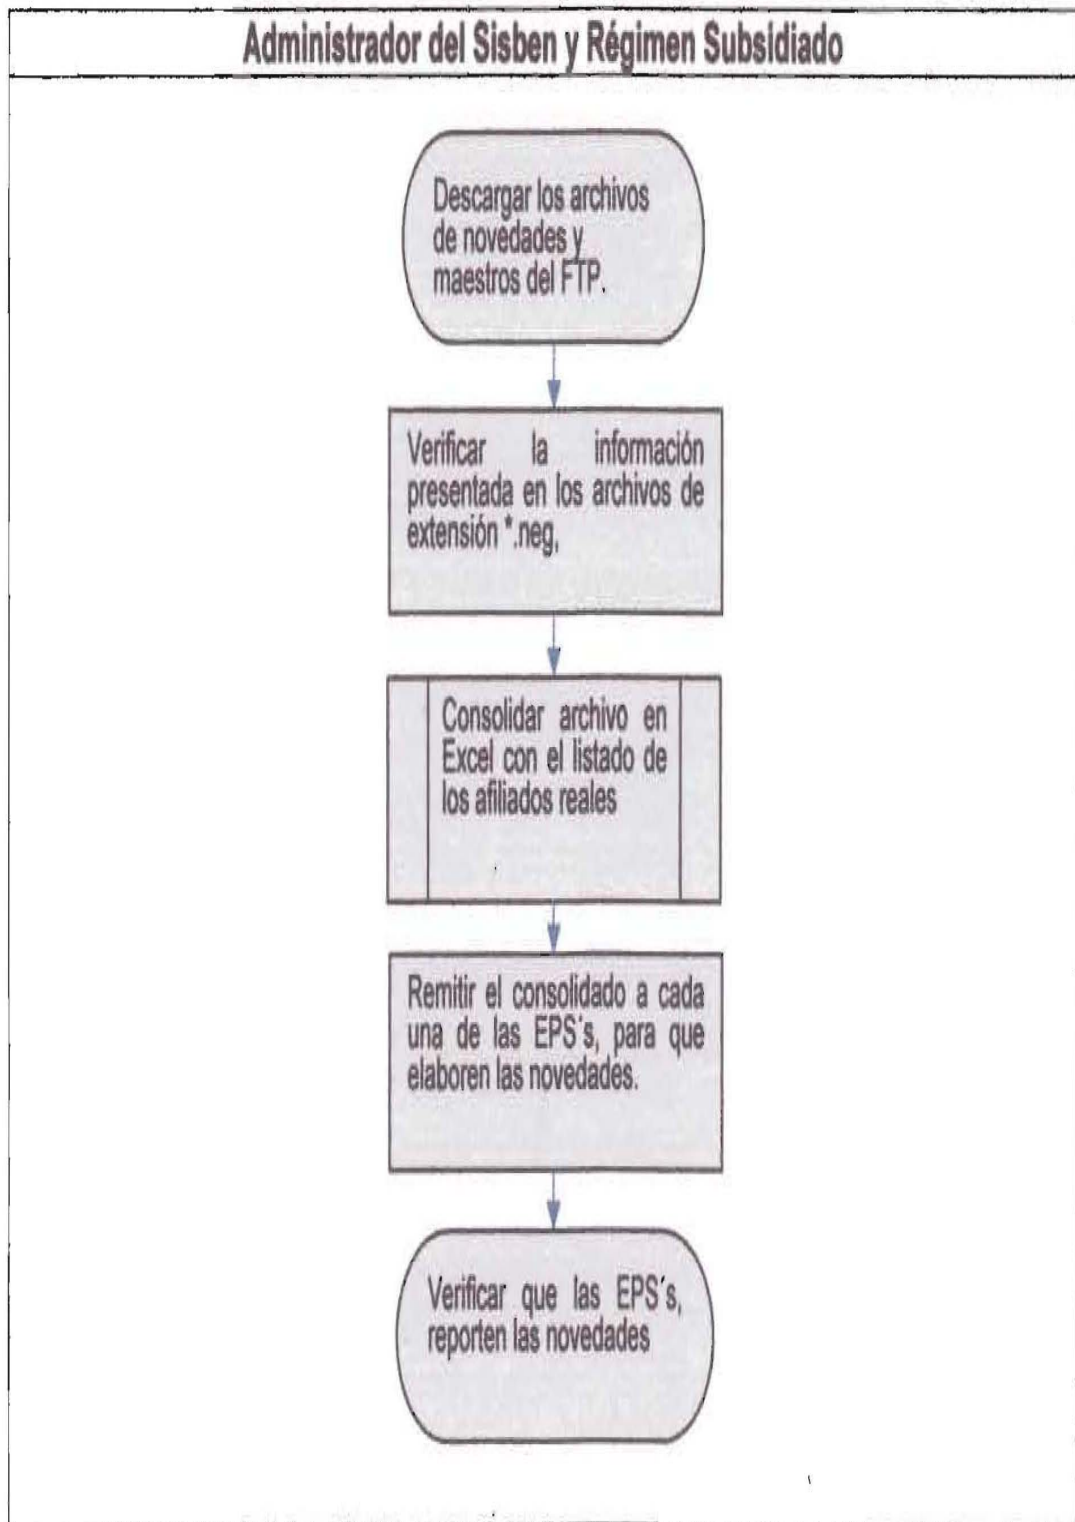 Administrador del Sisben y Régimen Subsidiado
Descargar los archivos
de novedades y
maestros del FTP.
Verificar la información
presentada en los archivos de
extensión *.neg,
Consolidar archivo en
Excel con el listado de
los afiliados reales
Remitir el consolidado a cada
una de las EPS´s, para que
elaboren las novedades.
Verificar que las EPS´s,
reporten las novedades